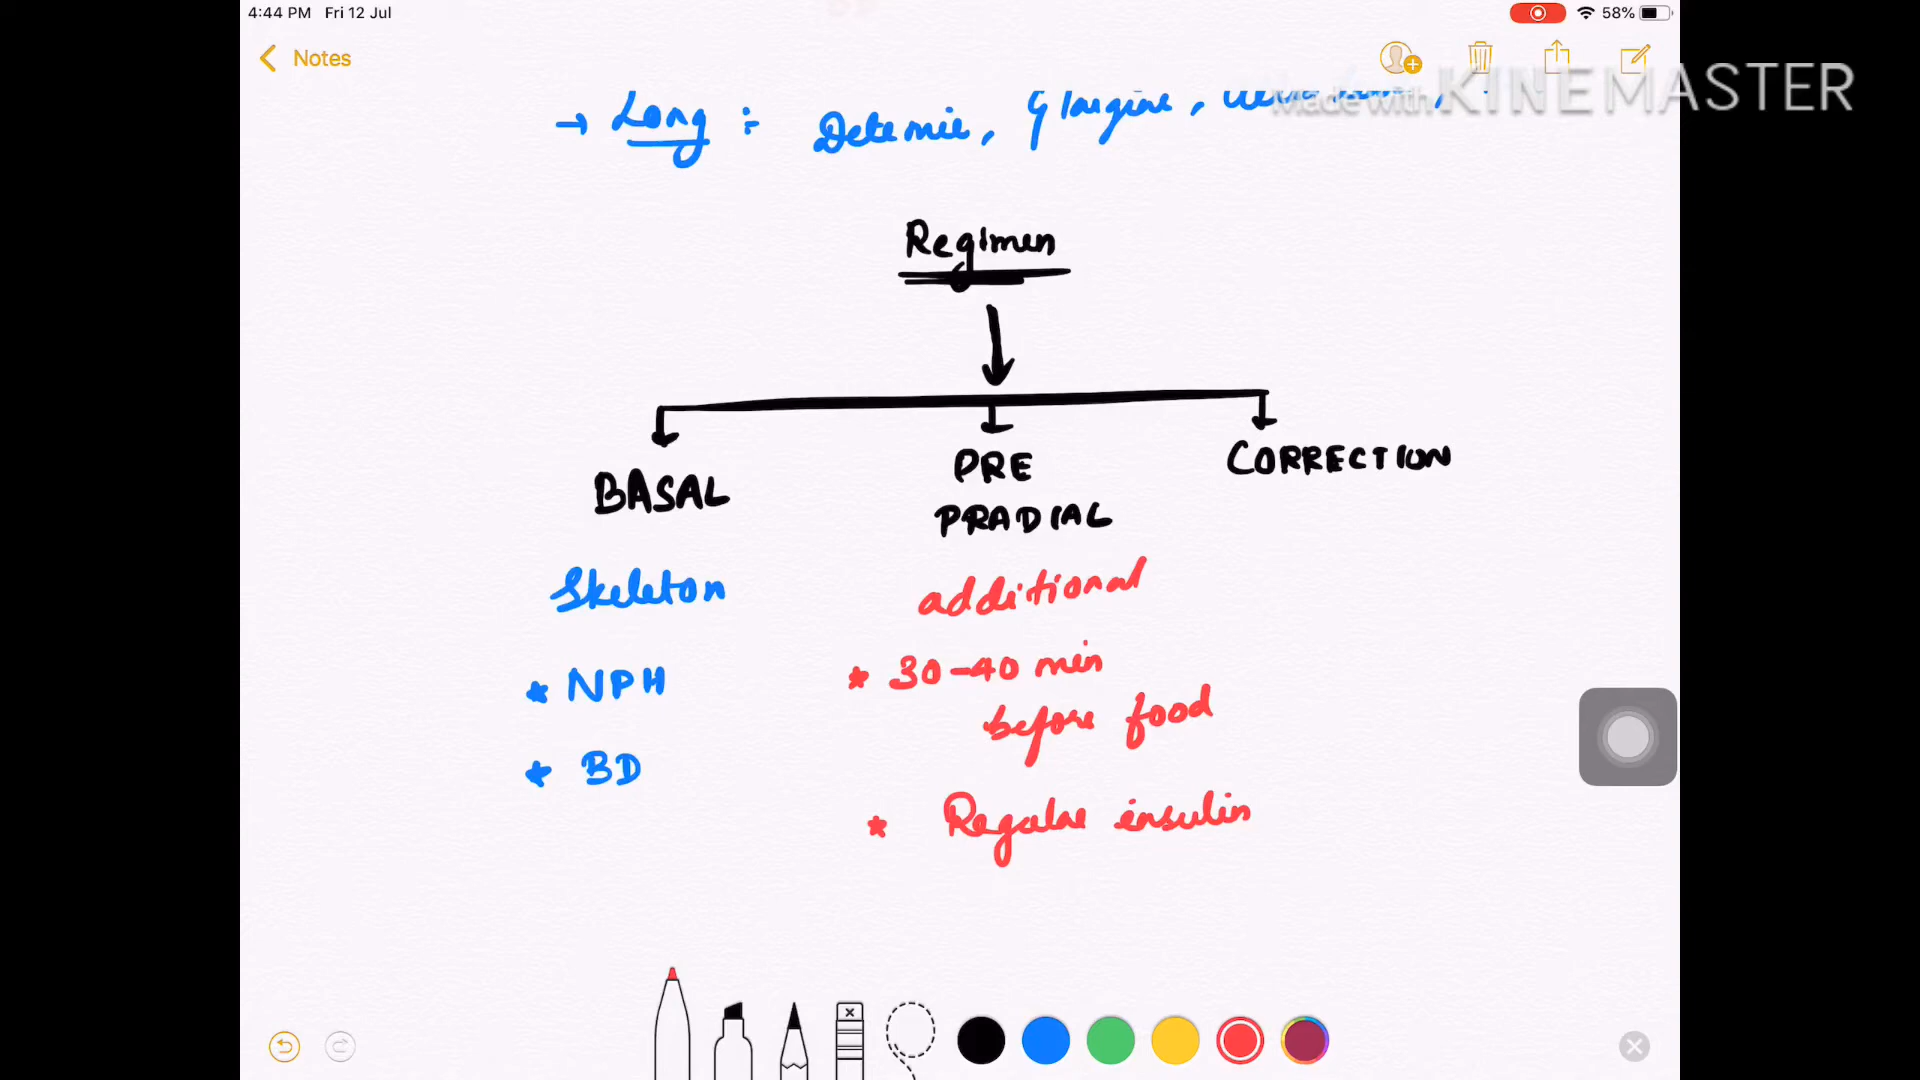 4:44 PM Fri 12 Jul
58%
Notes
Made with KINEMASTER
→ Long : Detemir, Glargine,
Regimen
BASAL
PRE
PRADIAL
CORRECTION
Skeleton
additional
* NPH
* 30-40 min
before food
* BD
* Regular insulin